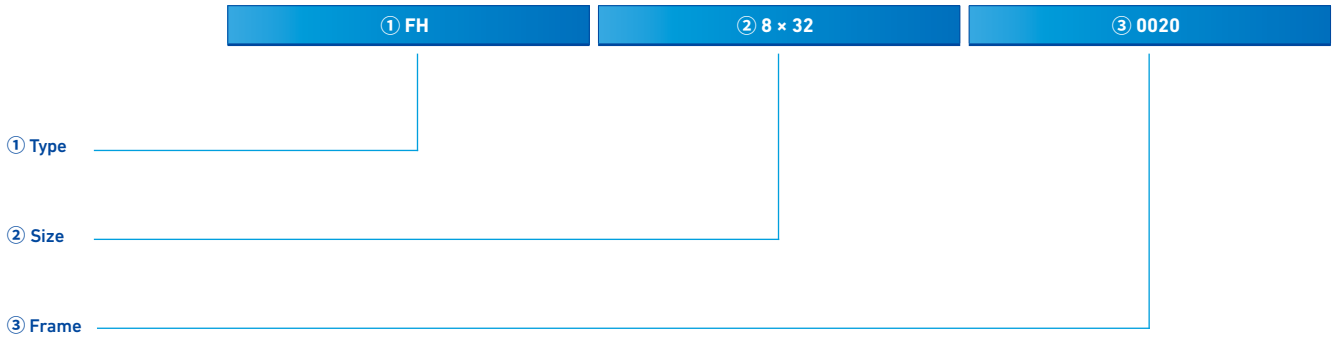 ① FH
② 8 × 32
③ 0020
① Type
② Size
③ Frame